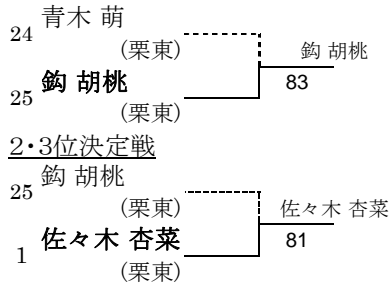 青木 萌
24
(栗東)
鈎 胡桃
鈎 胡桃
83
25
(栗東)
2・3位決定戦
鈎 胡桃
25
(栗東)
佐々木 杏菜
佐々木 杏菜
81
1
(栗東)